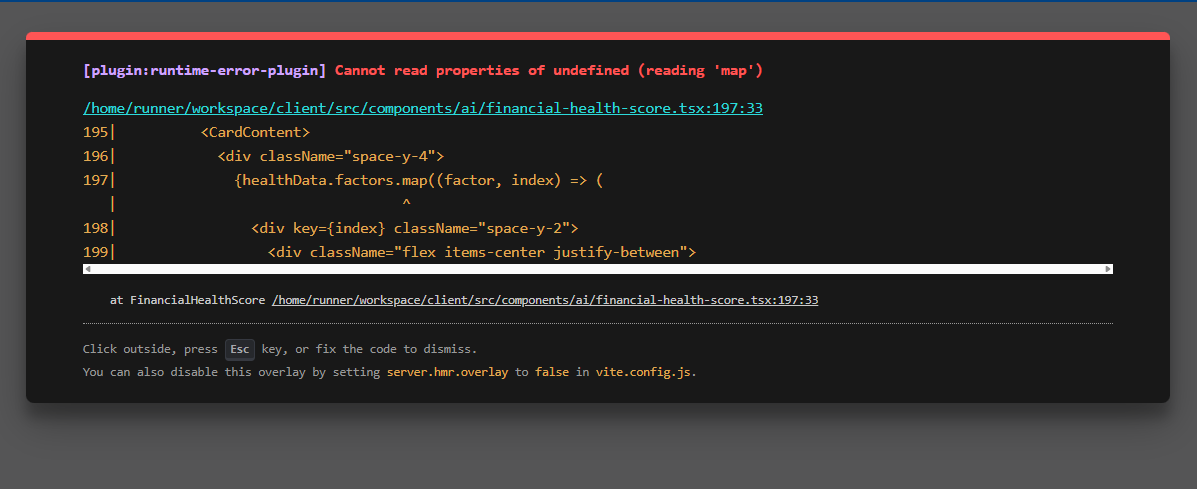 [plugin:runtime-error-plugin] Cannot read properties of undefined (reading 'map')
/home/runner/workspace/client/src/components/ai/financial-health-score.tsx:197:33
195|          <CardContent>
196|            <div className="space-y-4">
197|              {healthData.factors.map((factor, index) => (
   |                                  ^
198|                <div key={index} className="space-y-2">
199|                  <div className="flex items-center justify-between">
at FinancialHealthScore /home/runner/workspace/client/src/components/ai/financial-health-score.tsx:197:33
Click outside, press Esc key, or fix the code to dismiss.
You can also disable this overlay by setting server.hmr.overlay to false in vite.config.js.